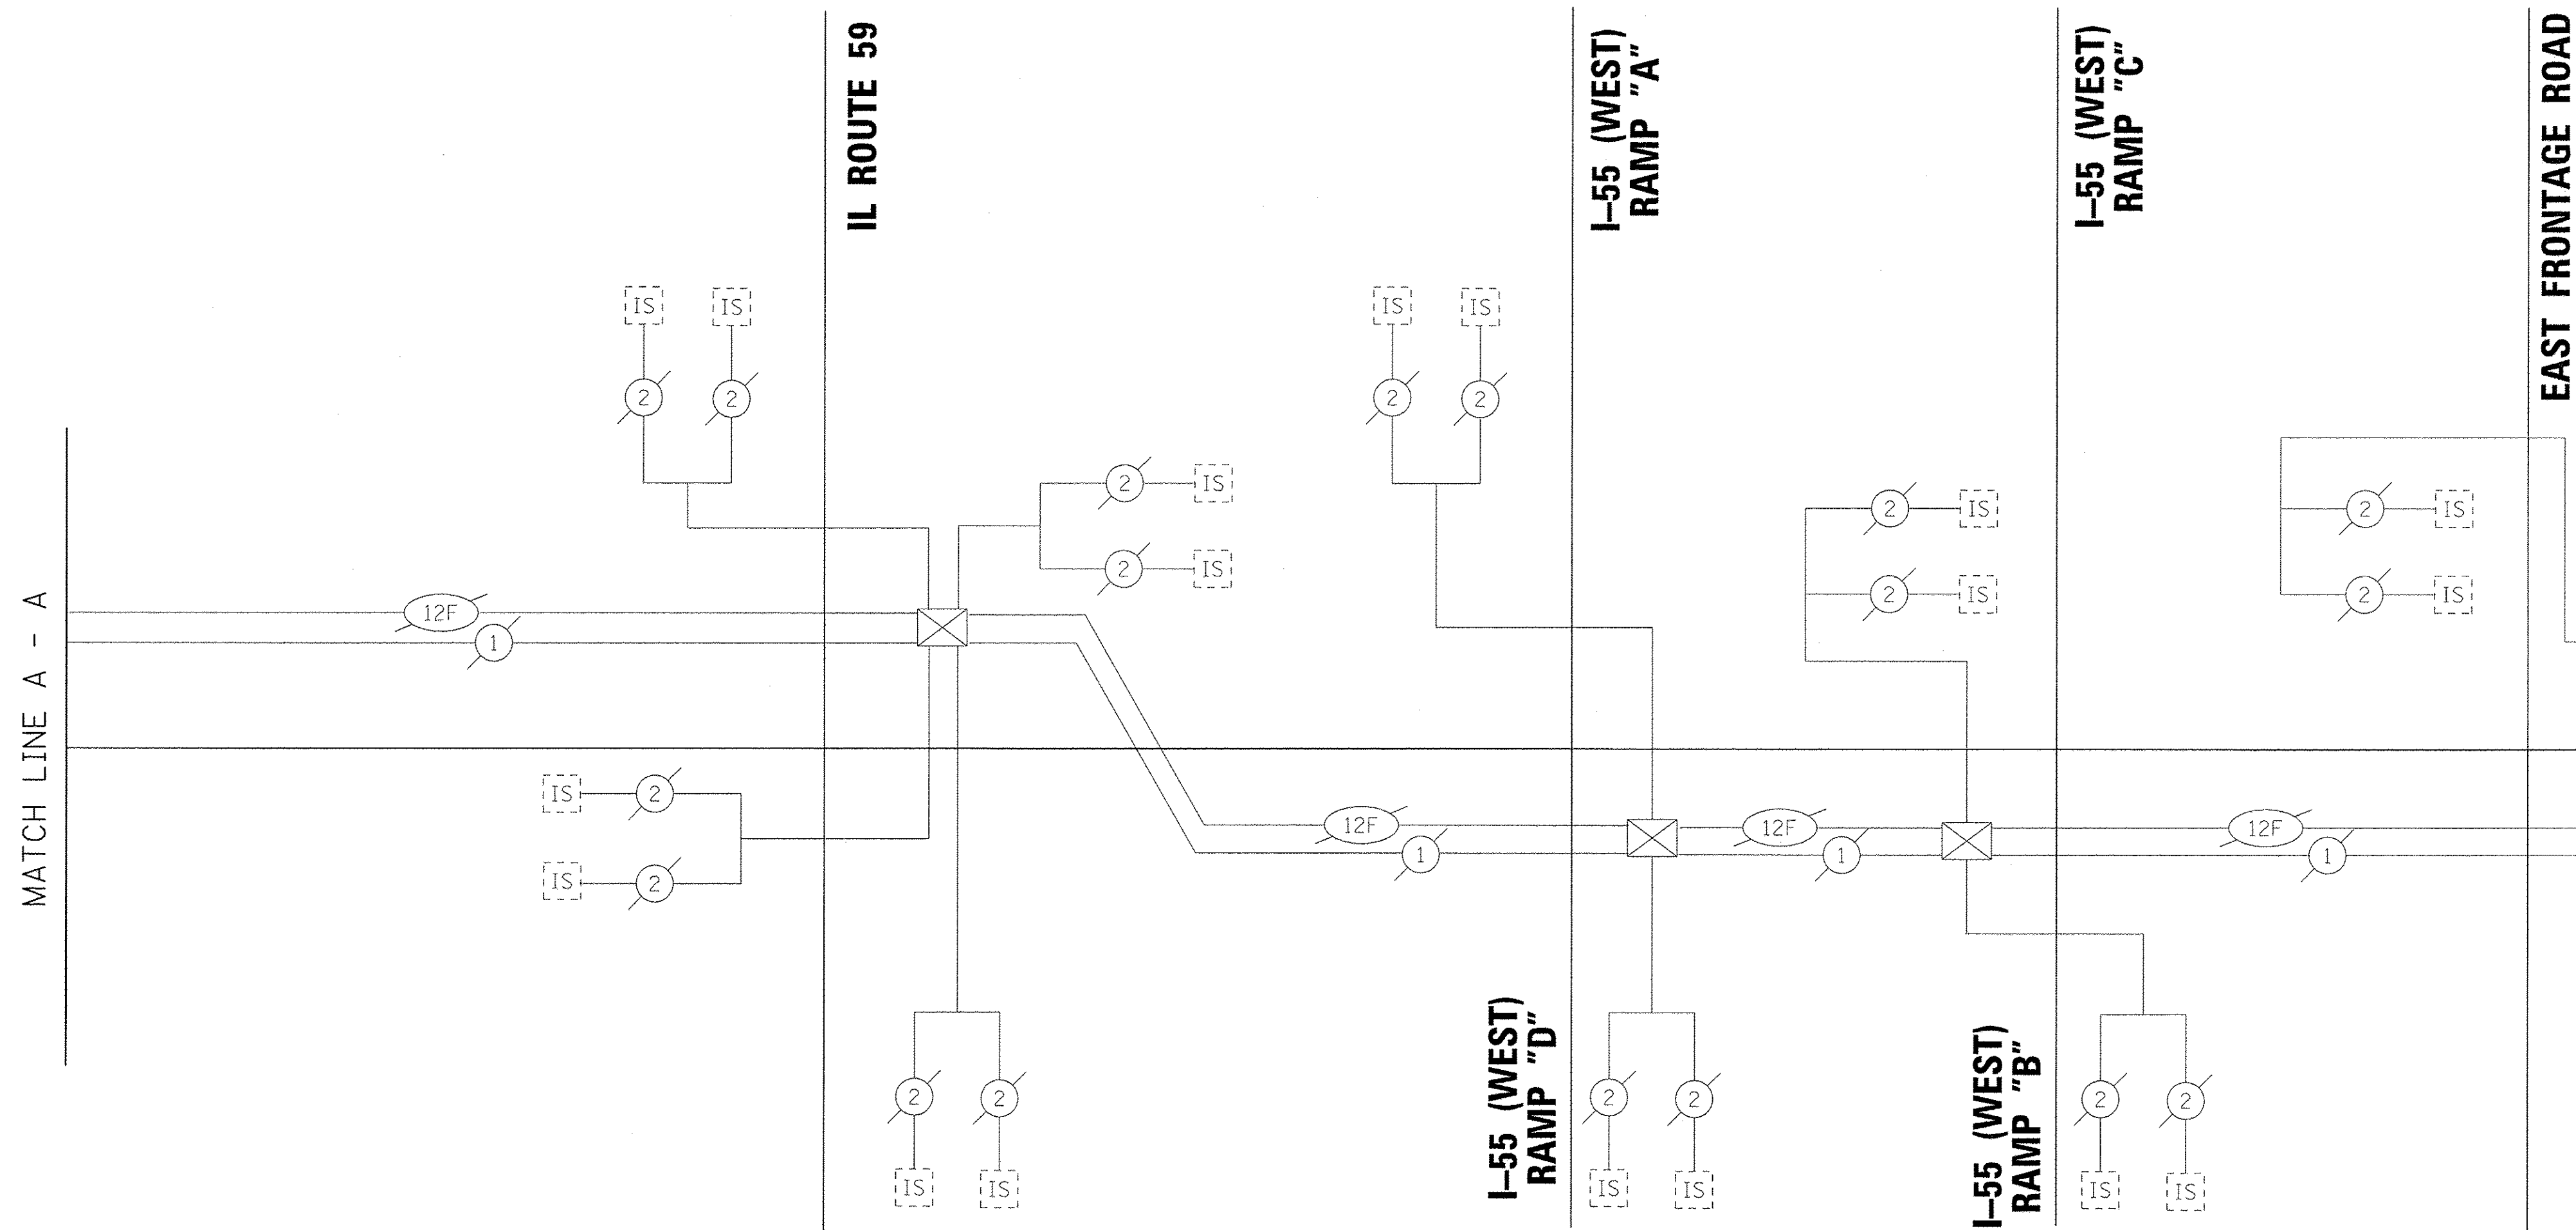 IL ROUTE 59
I-55 (WEST)
RAMP "A"
I-55 (WEST)
RAMP "C"
EAST FRONTAGE ROAD
IS IS IS IS
2 2 2 2
2 IS
2 IS
2 IS
2 IS
2 IS
2 IS
MATCH LINE A - A
12F
1
IS 2
IS 2
12F
1
12F
1
12F
1
I-55 (WEST)
RAMP "D"
I-55 (WEST)
RAMP "B"
2 2 2 2 2 2
IS IS IS IS IS IS